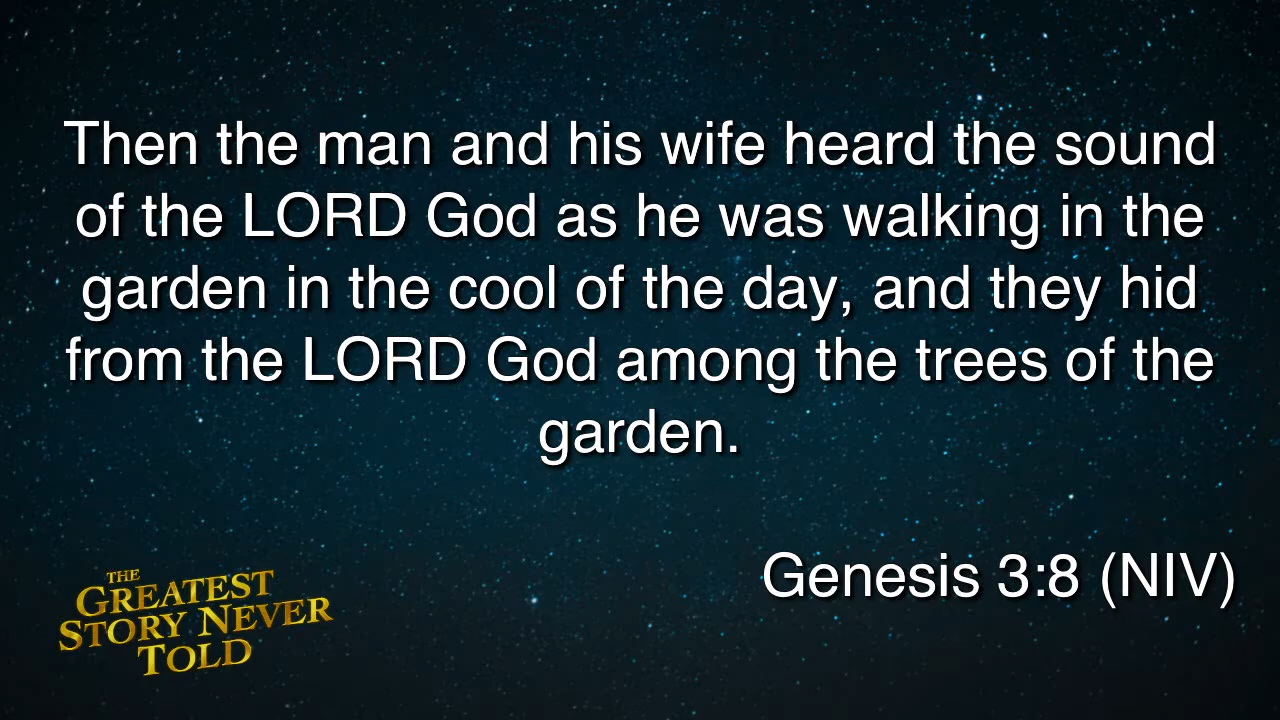 Then the man and his wife heard the sound
of the LORD God as he was walking in the
garden in the cool of the day, and they hid
from the LORD God among the trees of the
garden.
Genesis 3:8 (NIV)
THE
GREATEST
STORY NEVER
TOLD